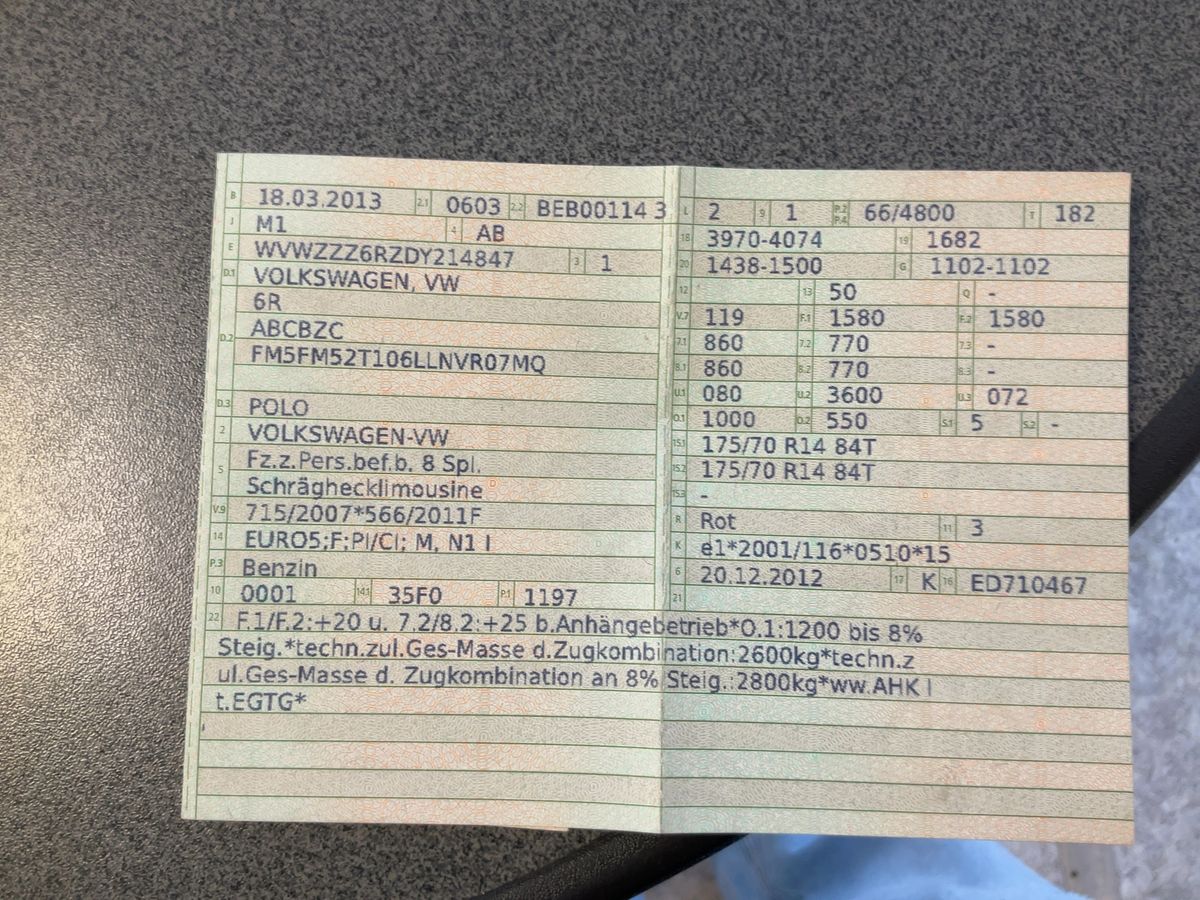 B 18.03.2013 2.1 0603 2.2 BEB00114 3
J M1 4 AB
E WVWZZZ6RZDY214847 3 1
D.1 VOLKSWAGEN, VW
6R
D.2 ABCBZC
FM5FM52T106LLNVR07MQ
D.3 POLO
2 VOLKSWAGEN-VW
5 Fz.z.Pers.bef.b. 8 Spl.
Schräghecklimousine
V.9 715/2007*566/2011F
14 EURO5;F;PI/CI; M, N1 I
P.3 Benzin
10 0001 14.1 35F0 P.1 1197
L 2 9 1 P.2 P.4 66/4800 T 182
18 3970-4074 19 1682
20 1438-1500 G 1102-1102
12 13 50 Q -
V.7 119 F.1 1580 F.2 1580
7.1 860 7.2 770 7.3 -
8.1 860 8.2 770 8.3 -
U.1 080 U.2 3600 U.3 072
O.1 1000 O.2 550 S.1 5 S.2 -
15.1 175/70 R14 84T
15.2 175/70 R14 84T
15.3 -
R Rot 11 3
K e1*2001/116*0510*15
6 20.12.2012 17 K 16 ED710467
21
22 F.1/F.2:+20 u. 7.2/8.2:+25 b.Anhängebetrieb*O.1:1200 bis 8%
Steig.*techn.zul.Ges-Masse d.Zugkombination:2600kg*techn.z
ul.Ges-Masse d. Zugkombination an 8% Steig.:2800kg*ww.AHK l
t.EGTG*